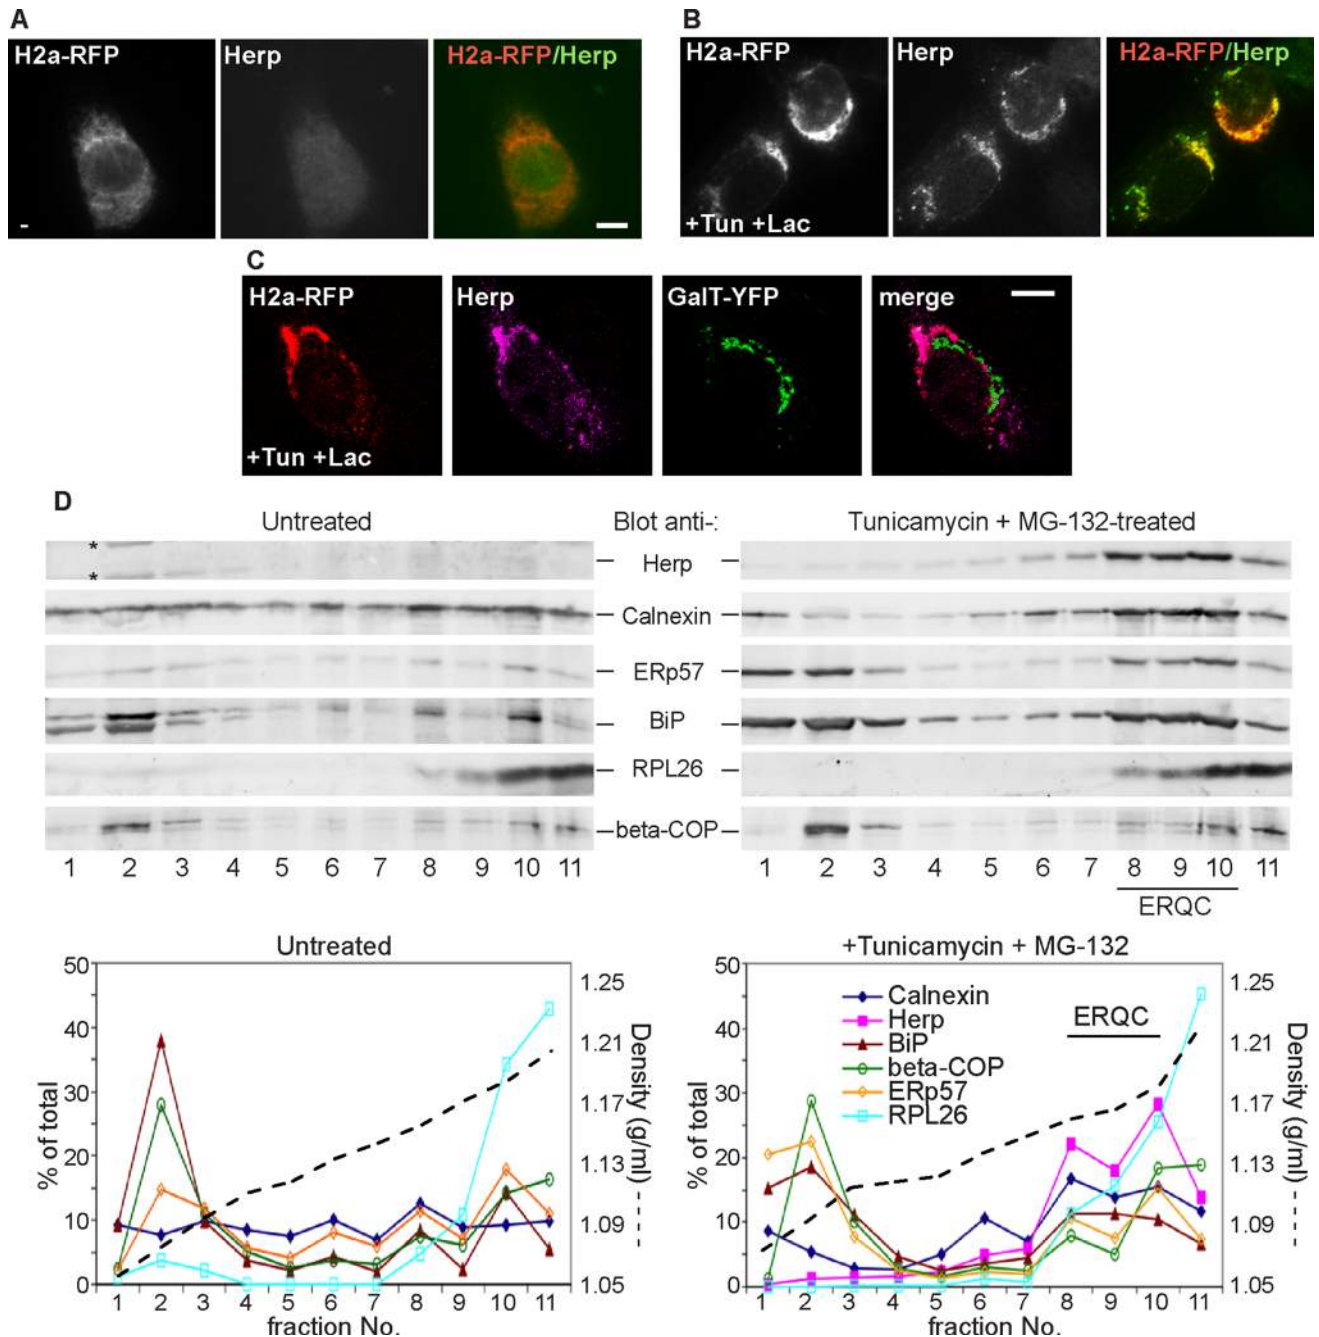 A
H2a-RFP
Herp
H2a-RFP/Herp
-
B
H2a-RFP
Herp
H2a-RFP/Herp
+Tun +Lac
C
H2a-RFP
Herp
GalT-YFP
merge
+Tun +Lac
D
Untreated
Blot anti-:
Tunicamycin + MG-132-treated
*
*
Herp
Calnexin
ERp57
BiP
RPL26
beta-COP
1 2 3 4 5 6 7 8 9 10 11
1 2 3 4 5 6 7 8 9 10 11
ERQC
Untreated
50
40
30
20
10
0
% of total
1.25
1.21
1.17
1.13
1.09
1.05
Density (g/ml)
1 2 3 4 5 6 7 8 9 10 11
fraction No.
+Tunicamycin + MG-132
50
40
30
20
10
0
% of total
Calnexin
Herp
BiP
beta-COP
ERp57
RPL26
ERQC
1.25
1.21
1.17
1.13
1.09
1.05
Density (g/ml)
1 2 3 4 5 6 7 8 9 10 11
fraction No.